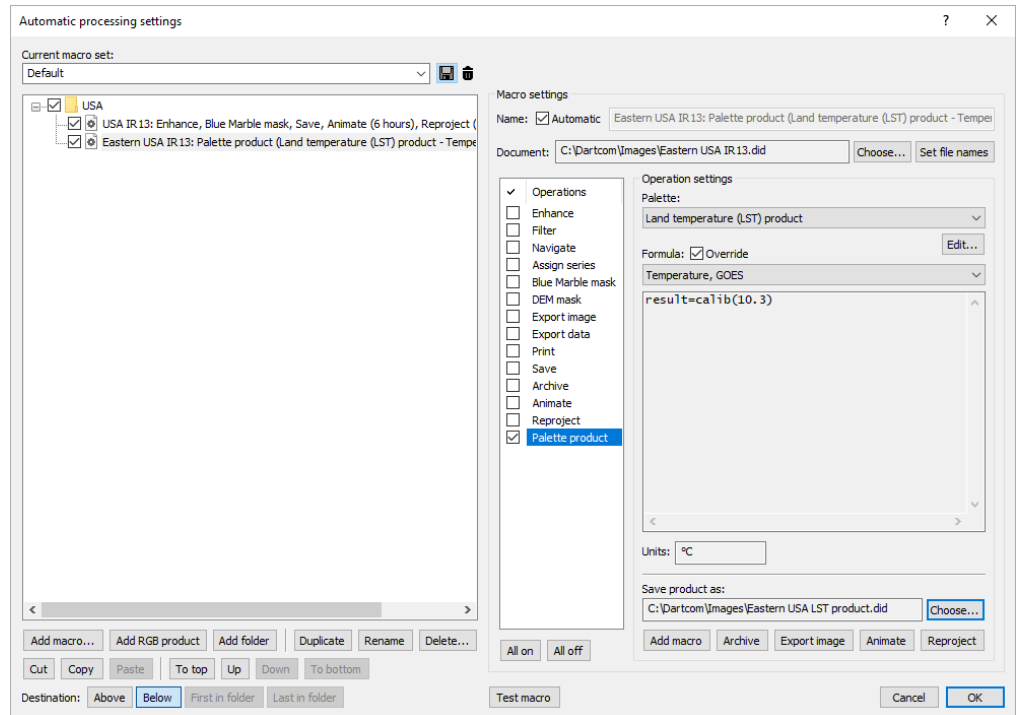 Automatic processing settings
Current macro set:
Default
USA
USA IR13: Enhance, Blue Marble mask, Save, Animate (6 hours), Reproject (
Eastern USA IR13: Palette product (Land temperature (LST) product - Tempe
Macro settings
Name: Automatic Eastern USA IR13: Palette product (Land temperature (LST) product - Temper
Document: C:\Dartcom\Images\Eastern USA IR13.did Choose... Set file names
Operations
Enhance
Filter
Navigate
Assign series
Blue Marble mask
DEM mask
Export image
Export data
Print
Save
Archive
Animate
Reproject
Palette product
All on All off
Operation settings
Palette:
Land temperature (LST) product
Edit...
Formula: Override
Temperature, GOES
result=calib(10.3)
Units: °C
Save product as:
C:\Dartcom\Images\Eastern USA LST product.did Choose...
Add macro Archive Export image Animate Reproject
Add macro... Add RGB product Add folder Duplicate Rename Delete...
Cut Copy Paste To top Up Down To bottom
Destination: Above Below First in folder Last in folder
Test macro Cancel OK